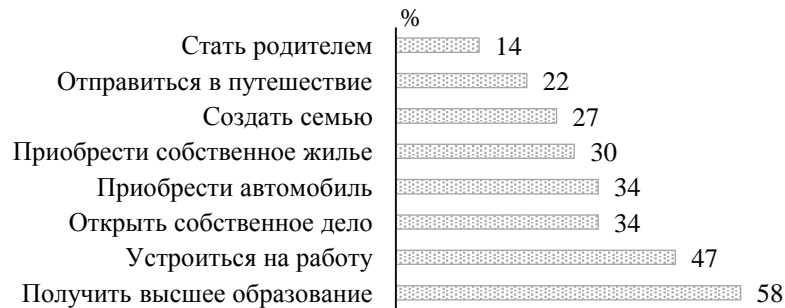 %
Стать родителем 14
Отправиться в путешествие 22
Создать семью 27
Приобрести собственное жилье 30
Приобрести автомобиль 34
Открыть собственное дело 34
Устроиться на работу 47
Получить высшее образование 58